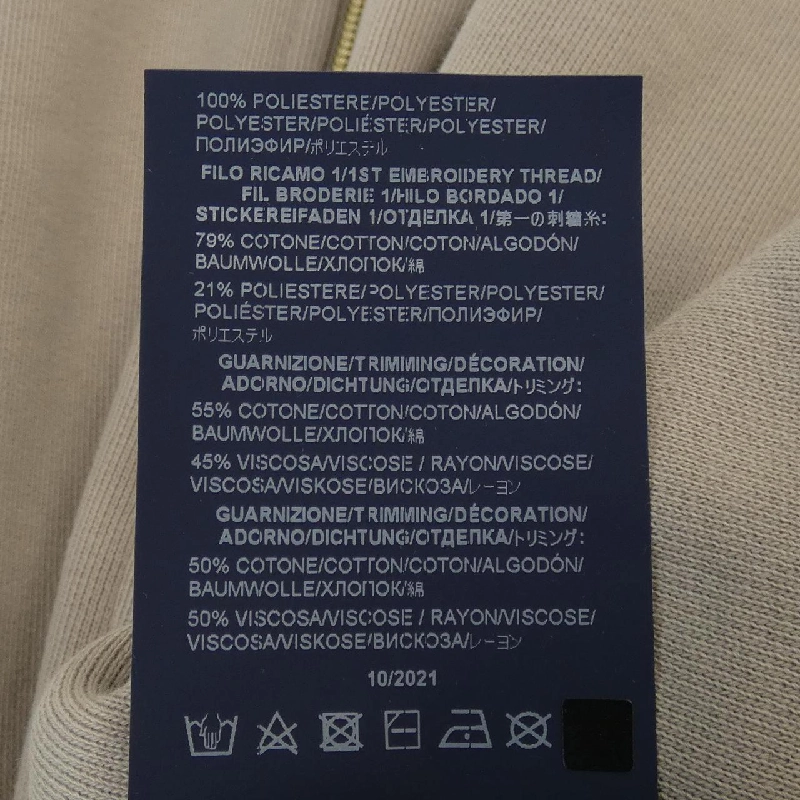 100% POLIESTERE/POLYESTER/
POLYESTER/POLIÉSTER/POLYESTER/
ПОЛИЭФИР/ポリエステル
FILO RICAMO 1/1ST EMBROIDERY THREAD/
FIL BRODERIE 1/HILO BORDADO 1/
STICKEREIFADEN 1/ОТДЕЛКА 1/第一の刺繍糸:
79% COTONE/COTTON/COTON/ALGODÓN/
BAUMWOLLE/ХЛОПОК/綿
21% POLIESTERE/POLYESTER/POLYESTER/
POLIÉSTER/POLYESTER/ПОЛИЭФИР/
ポリエステル
GUARNIZIONE/TRIMMING/DÉCORATION/
ADORNO/DICHTUNG/ОТДЕЛКА/トリミング:
55% COTONE/COTTON/COTON/ALGODÓN/
BAUMWOLLE/ХЛОПОК/綿
45% VISCOSA/VISCOSE / RAYON/VISCOSE/
VISCOSA/VISKOSE/ВИСКОЗА/レーヨン
GUARNIZIONE/TRIMMING/DÉCORATION/
ADORNO/DICHTUNG/ОТДЕЛКА/トリミング:
50% COTONE/COTTON/COTON/ALGODÓN/
BAUMWOLLE/ХЛОПОК/綿
50% VISCOSA/VISCOSE / RAYON/VISCOSE/
VISCOSA/VISKOSE/ВИСКОЗА/レーヨン
10/2021